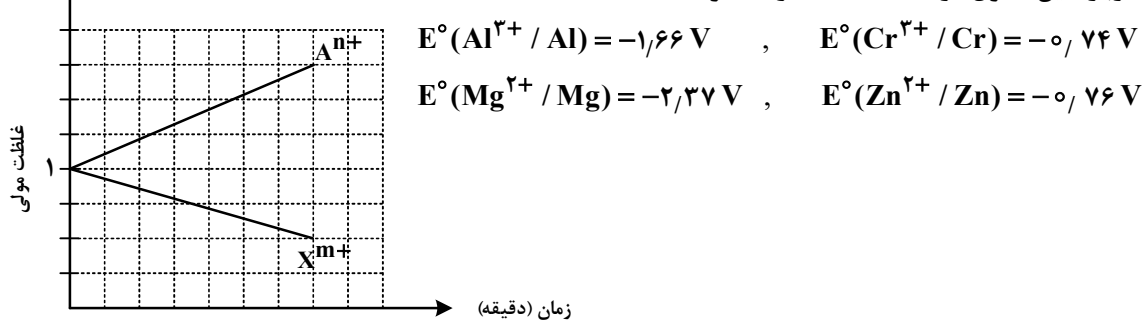 E°(Al³⁺ / Al) = −۱/۶۶ V , E°(Cr³⁺ / Cr) = −۰/۷۴ V
E°(Mg²⁺ / Mg) = −۲/۳۷ V , E°(Zn²⁺ / Zn) = −۰/۷۶ V
Aⁿ⁺
غلظت مولی
۱
Xᵐ⁺
زمان (دقیقه)